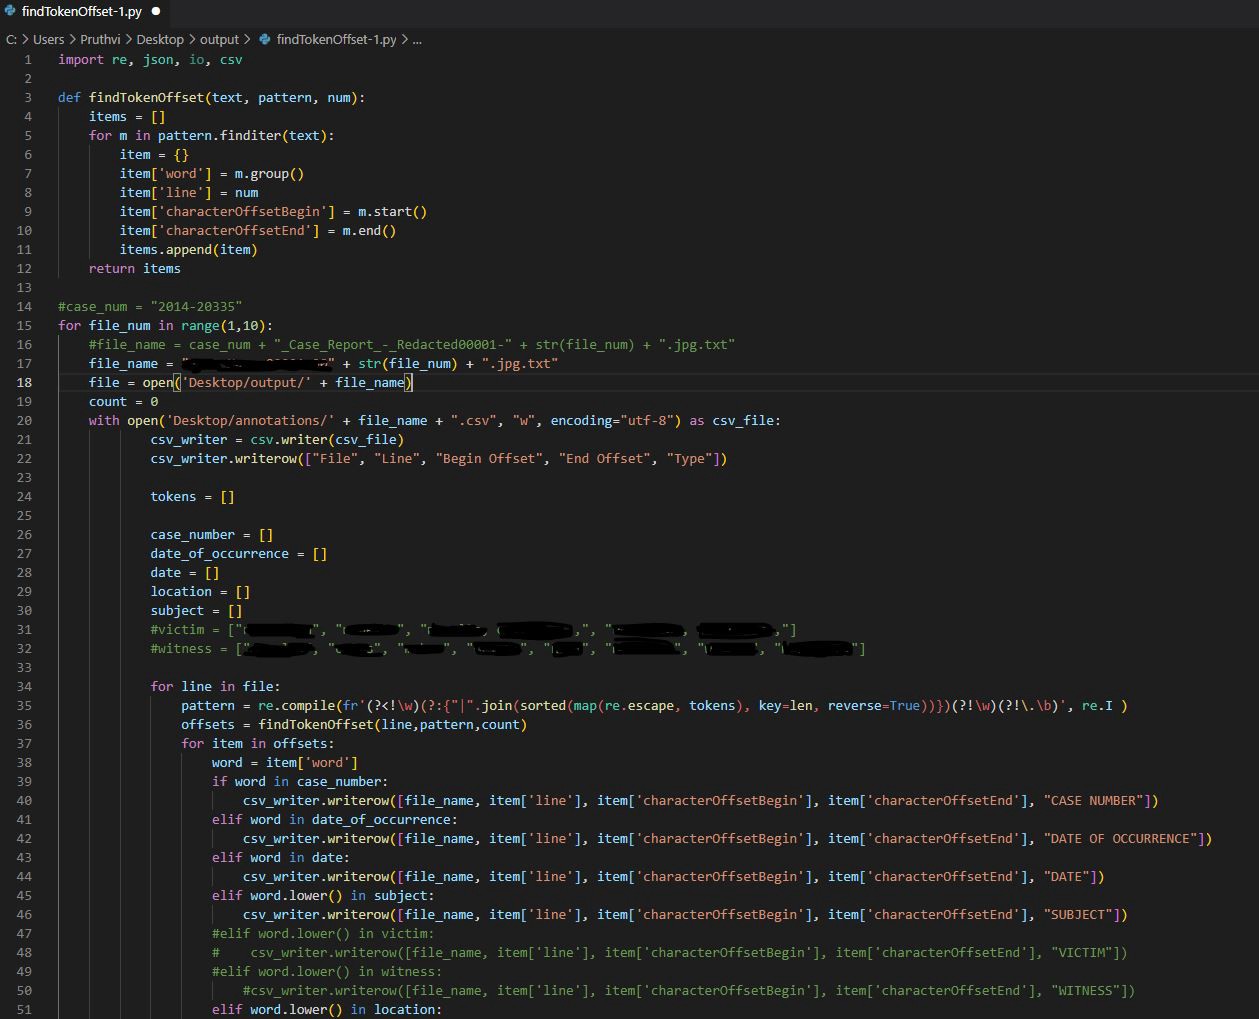 findTokenOffset-1.py ●
C: > Users > Pruthvi > Desktop > output > findTokenOffset-1.py > ...
1 import re, json, io, csv
2
3 def findTokenOffset(text, pattern, num):
4 items = []
5 for m in pattern.finditer(text):
6 item = {}
7 item['word'] = m.group()
8 item['line'] = num
9 item['characterOffsetBegin'] = m.start()
10 item['characterOffsetEnd'] = m.end()
11 items.append(item)
12 return items
13
14 #case_num = "2014-20335"
15 for file_num in range(1,10):
16 #file_name = case_num + "_Case_Report_-_Redacted00001-" + str(file_num) + ".jpg.txt"
17 file_name = " " + str(file_num) + ".jpg.txt"
18 file = open('Desktop/output/' + file_name)
19 count = 0
20 with open('Desktop/annotations/' + file_name + ".csv", "w", encoding="utf-8") as csv_file:
21 csv_writer = csv.writer(csv_file)
22 csv_writer.writerow(["File", "Line", "Begin Offset", "End Offset", "Type"])
23
24 tokens = []
25
26 case_number = []
27 date_of_occurrence = []
28 date = []
29 location = []
30 subject = []
31 #victim = [" ", " ", " , ,", " , ,"]
32 #witness = [" , " ", " ", " ", " ", " ", " ", " "]
33
34 for line in file:
35 pattern = re.compile(fr'(?<!\w)(?:{"|".join(sorted(map(re.escape, tokens), key=len, reverse=True))})(?!\w)(?!\.\b)', re.I )
36 offsets = findTokenOffset(line,pattern,count)
37 for item in offsets:
38 word = item['word']
39 if word in case_number:
40 csv_writer.writerow([file_name, item['line'], item['characterOffsetBegin'], item['characterOffsetEnd'], "CASE NUMBER"])
41 elif word in date_of_occurrence:
42 csv_writer.writerow([file_name, item['line'], item['characterOffsetBegin'], item['characterOffsetEnd'], "DATE OF OCCURRENCE"])
43 elif word in date:
44 csv_writer.writerow([file_name, item['line'], item['characterOffsetBegin'], item['characterOffsetEnd'], "DATE"])
45 elif word.lower() in subject:
46 csv_writer.writerow([file_name, item['line'], item['characterOffsetBegin'], item['characterOffsetEnd'], "SUBJECT"])
47 #elif word.lower() in victim:
48 # csv_writer.writerow([file_name, item['line'], item['characterOffsetBegin'], item['characterOffsetEnd'], "VICTIM"])
49 #elif word.lower() in witness:
50 #csv_writer.writerow([file_name, item['line'], item['characterOffsetBegin'], item['characterOffsetEnd'], "WITNESS"])
51 elif word.lower() in location: